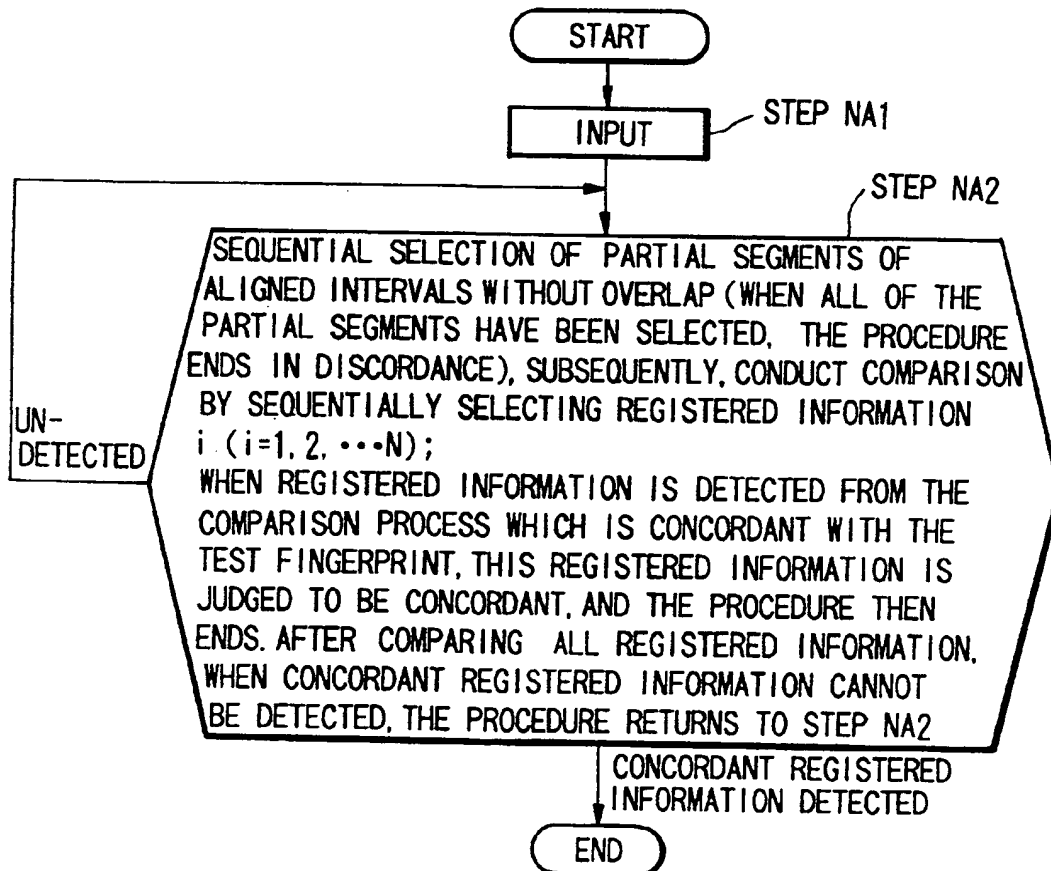 START
INPUT
STEP NA1
STEP NA2
SEQUENTIAL SELECTION OF PARTIAL SEGMENTS OF
ALIGNED INTERVALS WITHOUT OVERLAP (WHEN ALL OF THE
PARTIAL SEGMENTS HAVE BEEN SELECTED, THE PROCEDURE
ENDS IN DISCORDANCE), SUBSEQUENTLY, CONDUCT COMPARISON
BY SEQUENTIALLY SELECTING REGISTERED INFORMATION
i (i=1, 2, ···N);
WHEN REGISTERED INFORMATION IS DETECTED FROM THE
COMPARISON PROCESS WHICH IS CONCORDANT WITH THE
TEST FINGERPRINT, THIS REGISTERED INFORMATION IS
JUDGED TO BE CONCORDANT, AND THE PROCEDURE THEN
ENDS. AFTER COMPARING ALL REGISTERED INFORMATION,
WHEN CONCORDANT REGISTERED INFORMATION CANNOT
BE DETECTED, THE PROCEDURE RETURNS TO STEP NA2
UN-
DETECTED
CONCORDANT REGISTERED
INFORMATION DETECTED
END